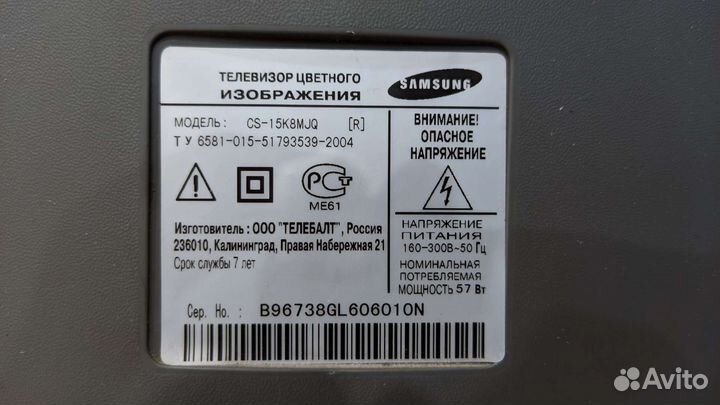 ТЕЛЕВИЗОР ЦВЕТНОГО
ИЗОБРАЖЕНИЯ
SAMSUNG
МОДЕЛЬ: CS-15K8MJQ [R]
ТУ 6581-015-51793539-2004
РСТ
МЕ61
Изготовитель: ООО "ТЕЛЕБАЛТ", Россия
236010, Калининград, Правая Набережная 21
Срок службы 7 лет
ВНИМАНИЕ!
ОПАСНОЕ
НАПРЯЖЕНИЕ
НАПРЯЖЕНИЕ
ПИТАНИЯ
160-300В~50 Гц
НОМИНАЛЬНАЯ
ПОТРЕБЛЯЕМАЯ
МОЩНОСТЬ 57 Вт
Сер. Но. : B96738GL606010N
Avito